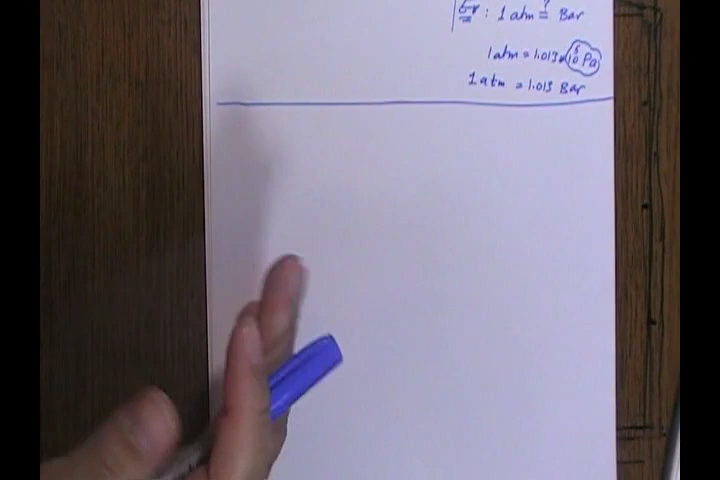 : 1 atm =? Bar
1 atm = 1.013 × 10⁵ Pa
1 atm = 1.013 Bar